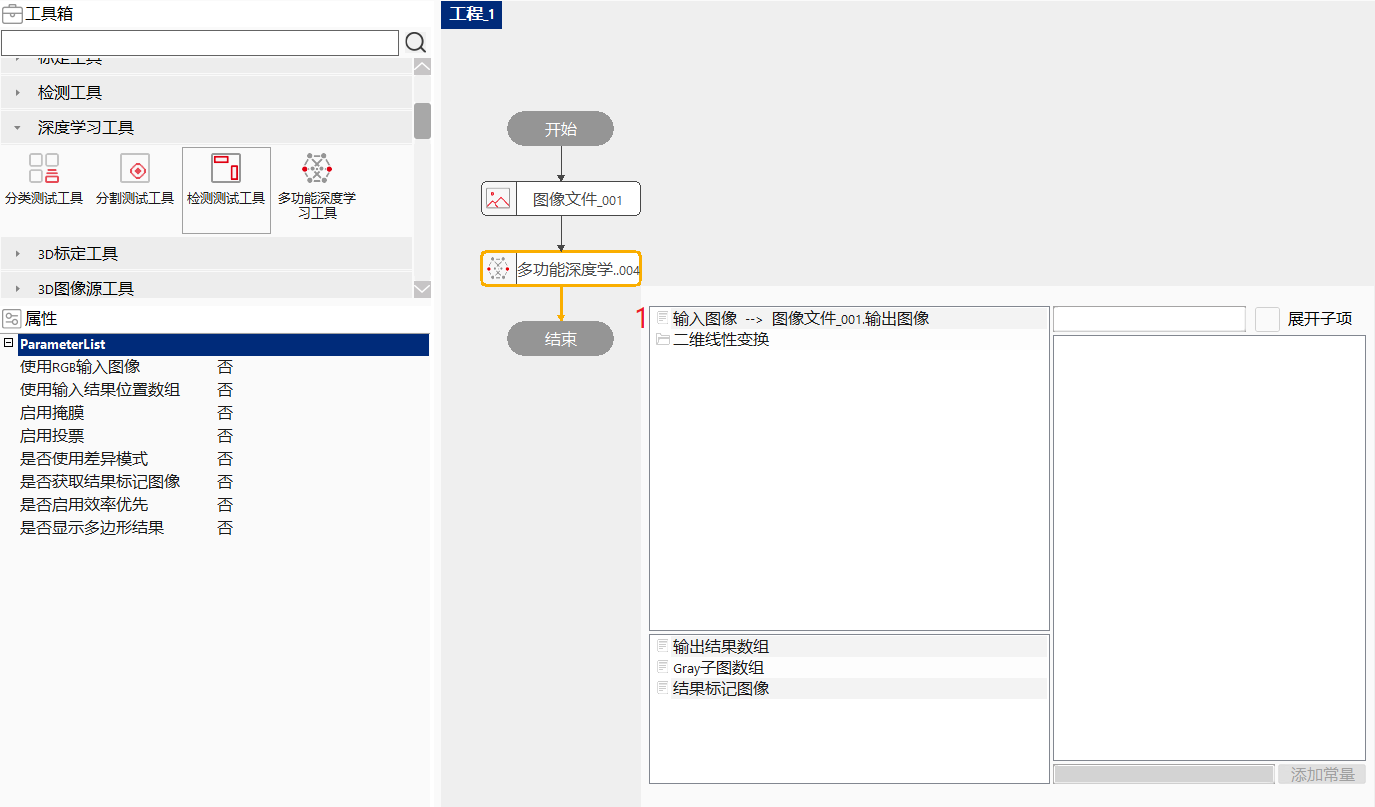 工具箱
标定工具
检测工具
深度学习工具
分类测试工具
分割测试工具
检测测试工具
多功能深度学
习工具
3D标定工具
3D图像源工具
属性
ParameterList
使用RGB输入图像 否
使用输入结果位置数组 否
启用掩膜 否
启用投票 否
是否使用差异模式 否
是否获取结果标记图像 否
是否启用效率优先 否
是否显示多边形结果 否
工程_1
开始
图像文件_001
多功能深度学..004
结束
1
输入图像 --> 图像文件_001.输出图像
二维线性变换
输出结果数组
Gray子图数组
结果标记图像
展开子项
添加常量